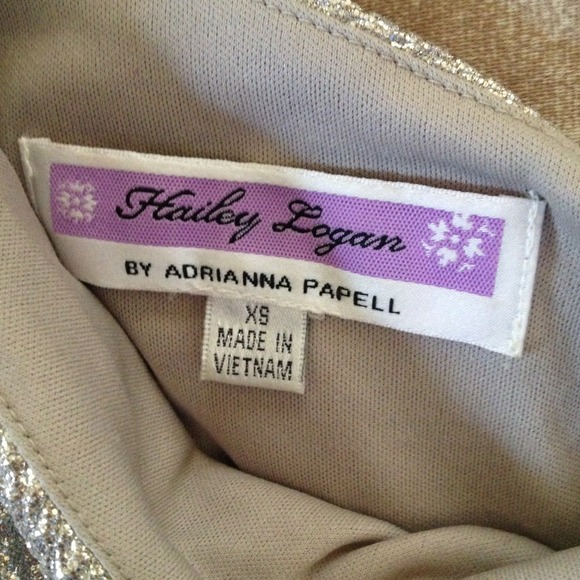 Hailey Logan
BY ADRIANNA PAPELL
XS
MADE IN
VIETNAM